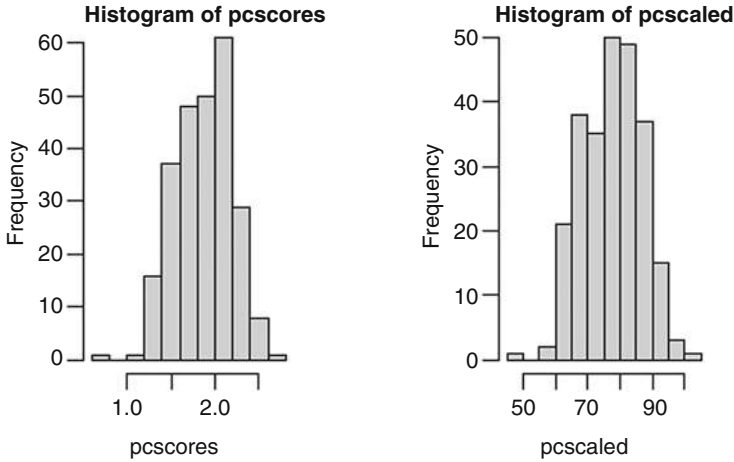 Histogram of pcscores
Frequency
60
50
40
30
20
10
0
1.0 2.0
pcscores
Histogram of pcscaled
Frequency
50
40
30
20
10
0
50 70 90
pcscaled